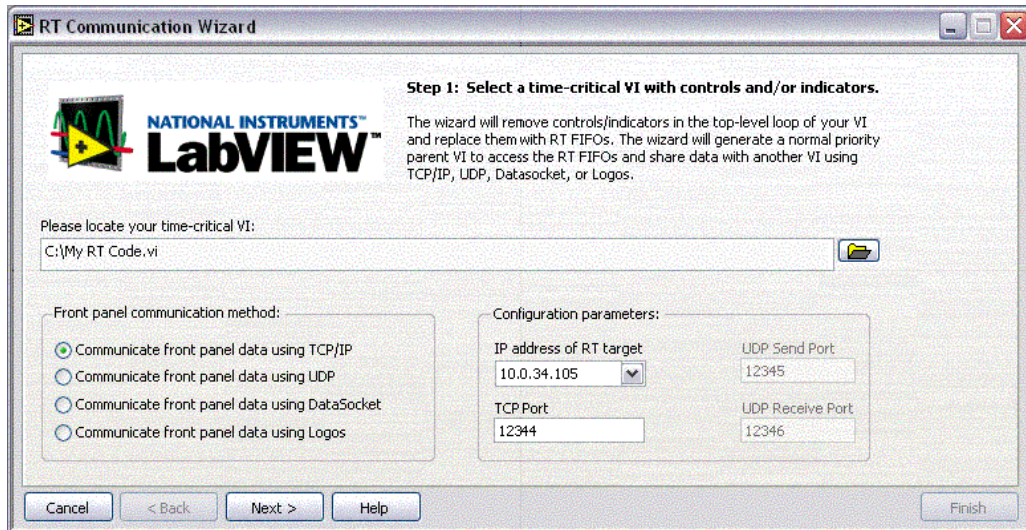 RT Communication Wizard
Step 1: Select a time-critical VI with controls and/or indicators.
NATIONAL INSTRUMENTS™
LabVIEW™
The wizard will remove controls/indicators in the top-level loop of your VI
and replace them with RT FIFOs. The wizard will generate a normal priority
parent VI to access the RT FIFOs and share data with another VI using
TCP/IP, UDP, Datasocket, or Logos.
Please locate your time-critical VI:
C:\My RT Code.vi
Front panel communication method:
Communicate front panel data using TCP/IP
Communicate front panel data using UDP
Communicate front panel data using DataSocket
Communicate front panel data using Logos
Configuration parameters:
IP address of RT target
10.0.34.105
TCP Port
12344
UDP Send Port
12345
UDP Receive Port
12346
Cancel
< Back
Next >
Help
Finish